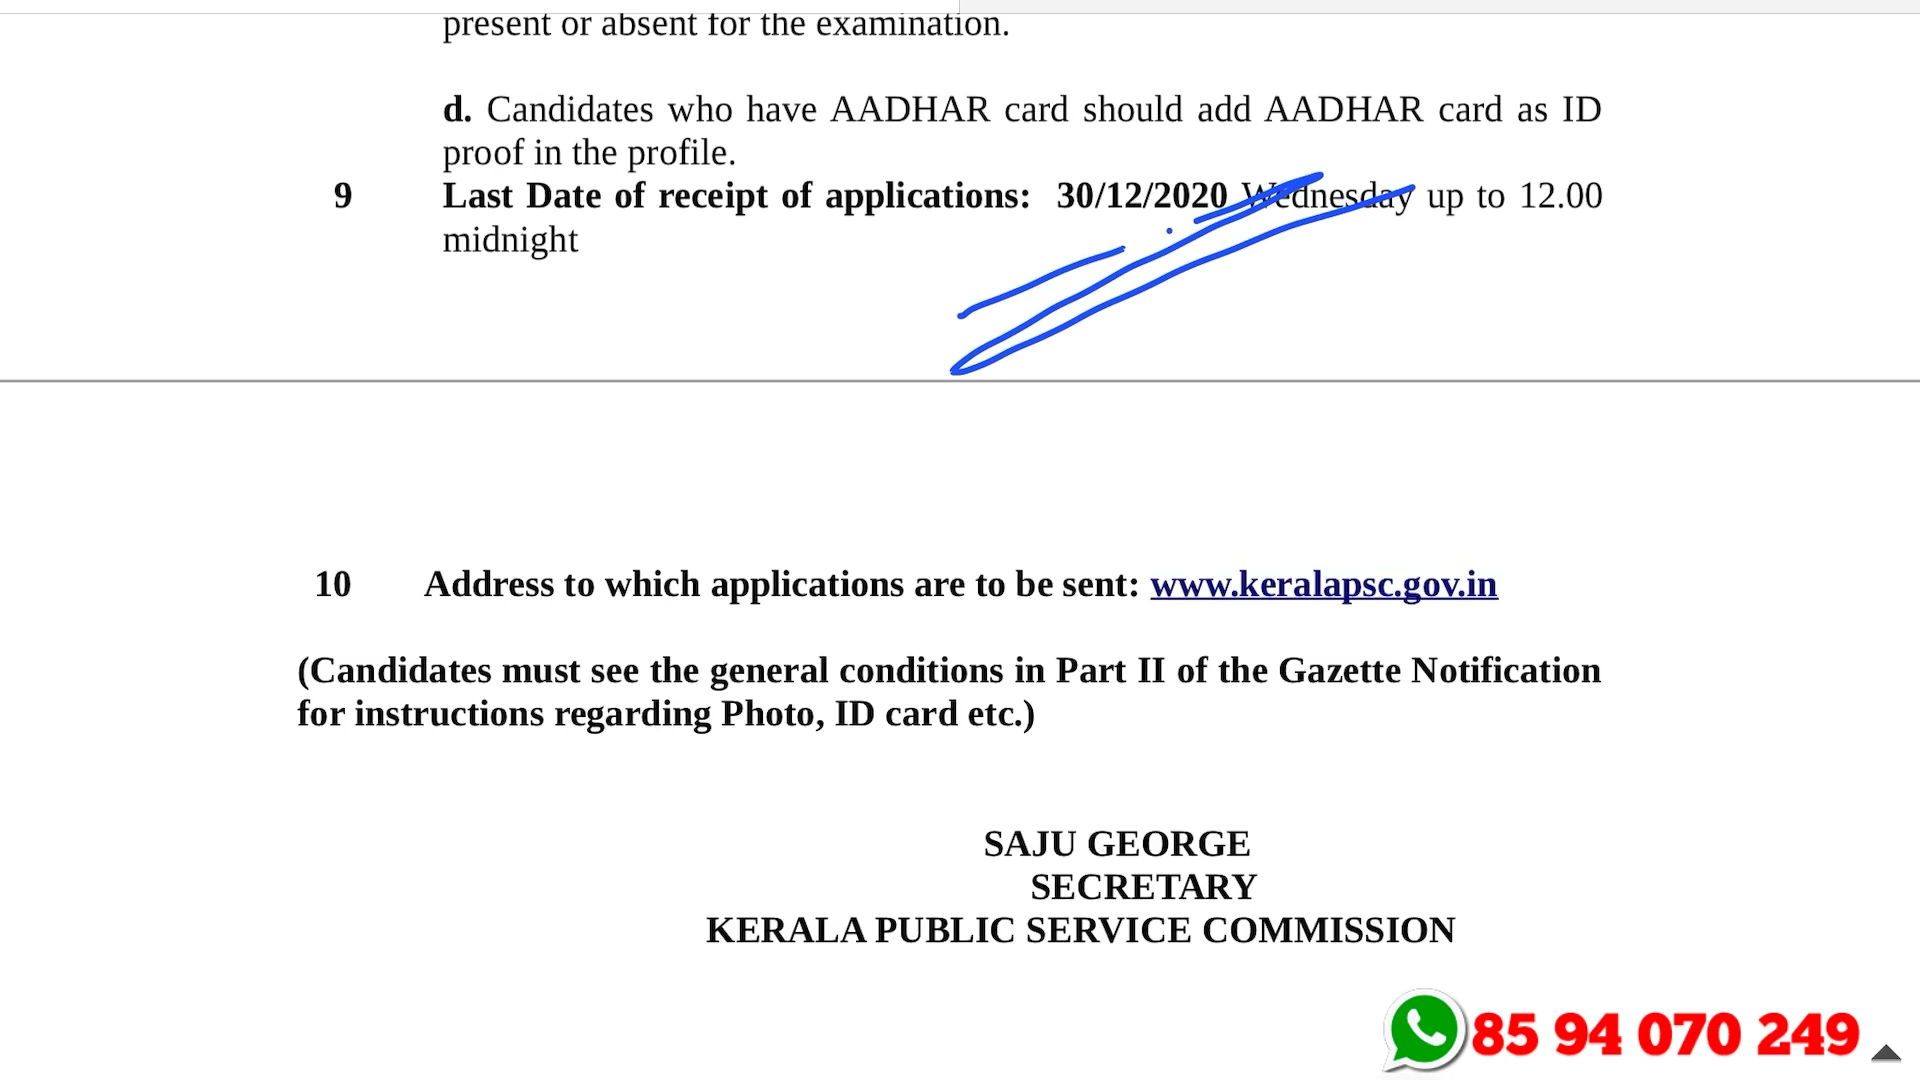 present or absent for the examination.
d. Candidates who have AADHAR card should add AADHAR card as ID
proof in the profile.
9 Last Date of receipt of applications: 30/12/2020 Wednesday up to 12.00
midnight
10 Address to which applications are to be sent: www.keralapsc.gov.in
(Candidates must see the general conditions in Part II of the Gazette Notification
for instructions regarding Photo, ID card etc.)
SAJU GEORGE
SECRETARY
KERALA PUBLIC SERVICE COMMISSION
85 94 070 249